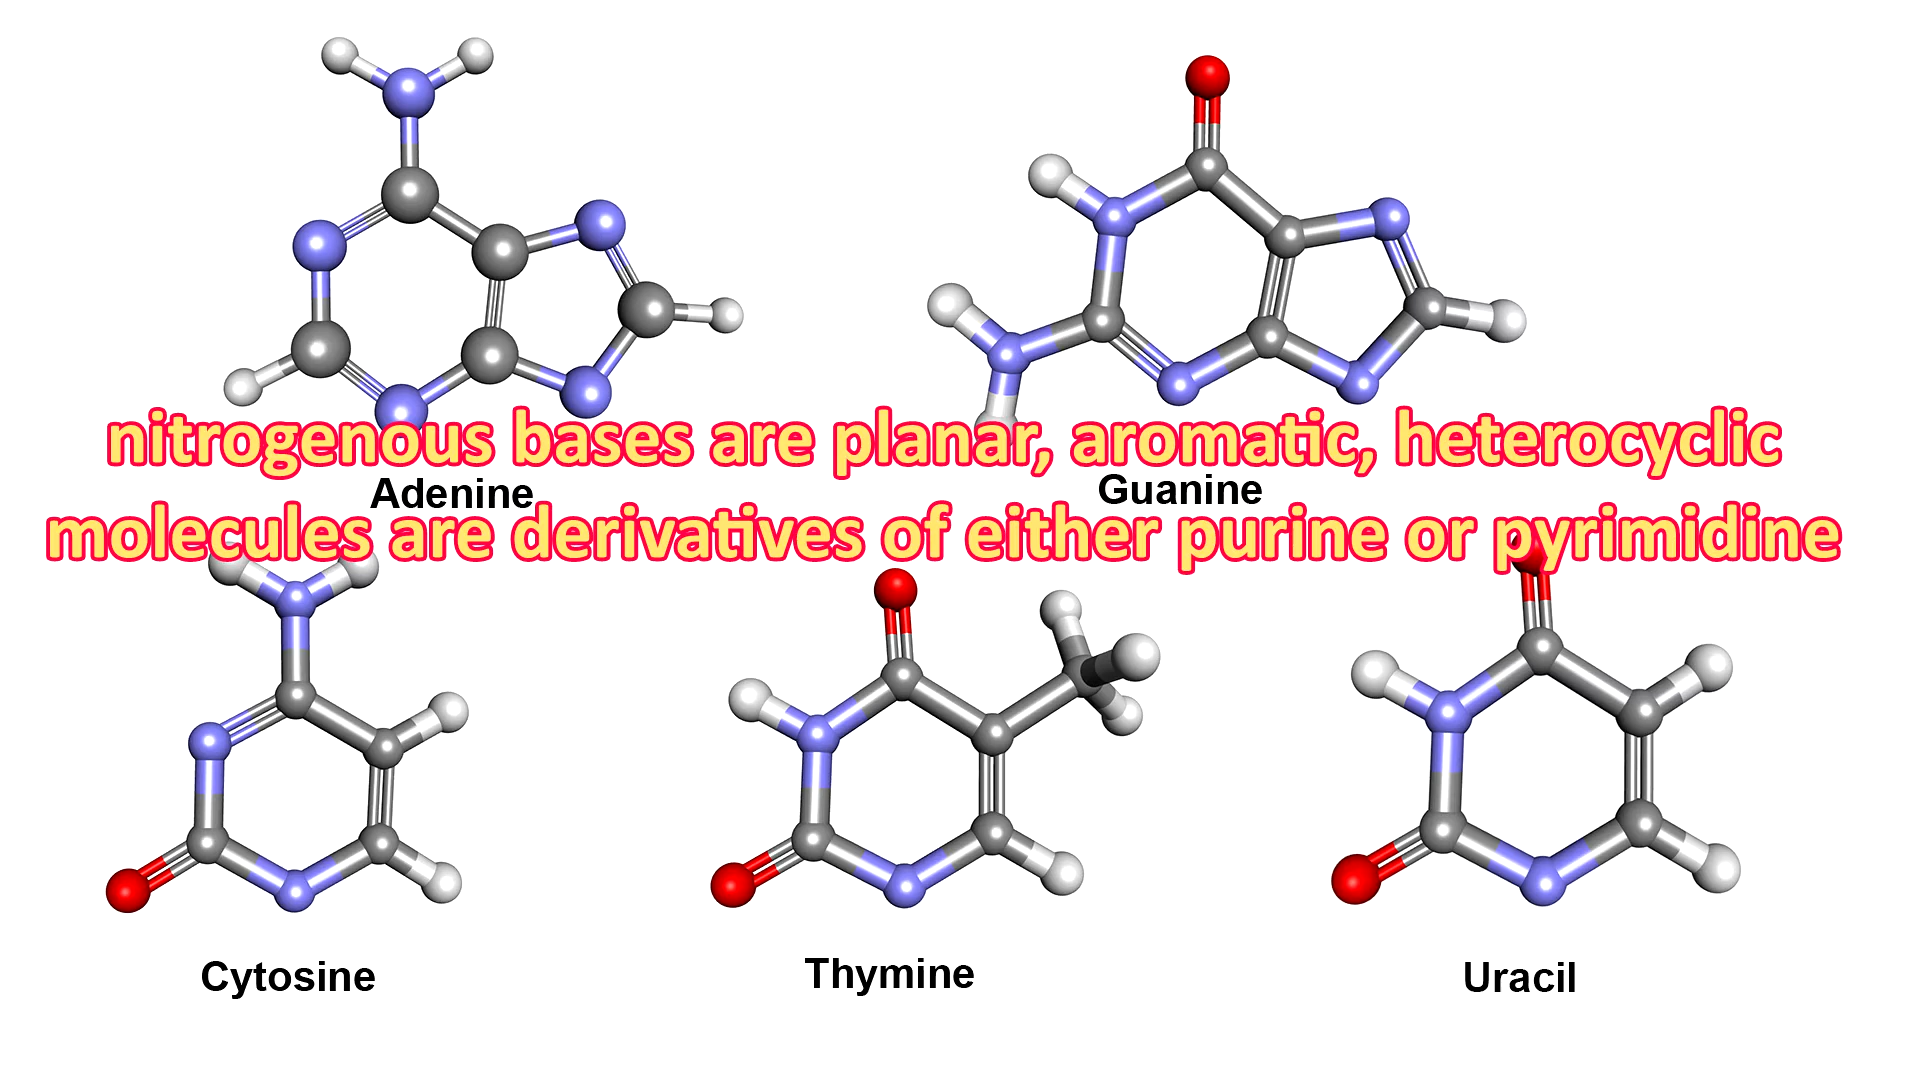 nitrogenous bases are planar, aromatic, heterocyclic
Adenine
Guanine
molecules are derivatives of either purine or pyrimidine
Cytosine
Thymine
Uracil